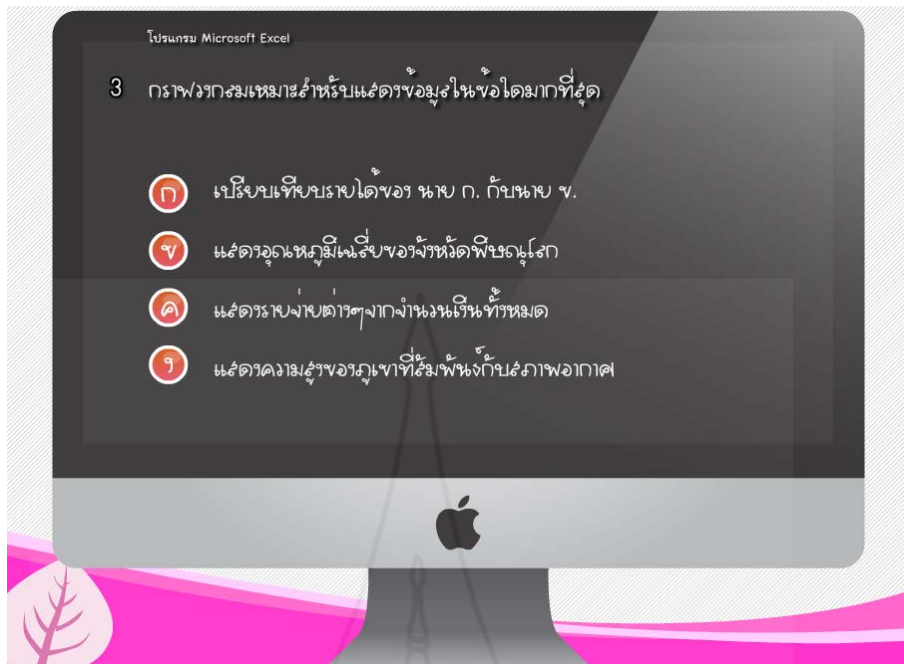 โปรแกรม Microsoft Excel
3 กราฟวงกลมเหมาะสำหรับแสดงข้อมูลในข้อใดมากที่สุด
ก เปรียบเทียบรายได้ของ นาย ก. กับนาย ข.
ข แสดงอุณหภูมิเฉลี่ยของจังหวัดพิษณุโลก
ค แสดงรายจ่ายต่างๆจากจำนวนเงินทั้งหมด
ง แสดงความสูงของภูเขาที่สัมพันธ์กับสภาพอากาศ